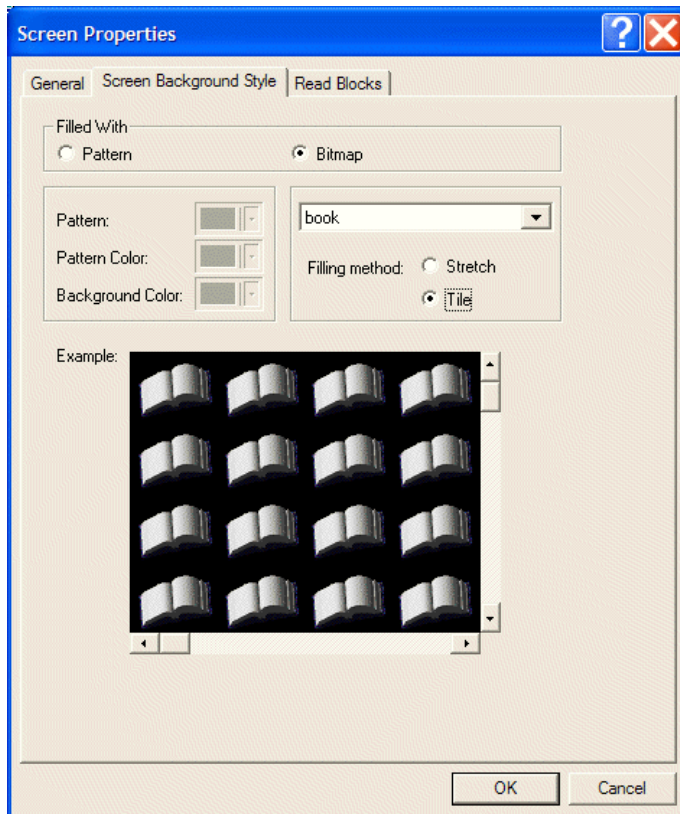 Screen Properties
General Screen Background Style Read Blocks
Filled With
Pattern Bitmap
Pattern:
Pattern Color:
Background Color:
book
Filling method: Stretch
Tile
Example:
OK Cancel